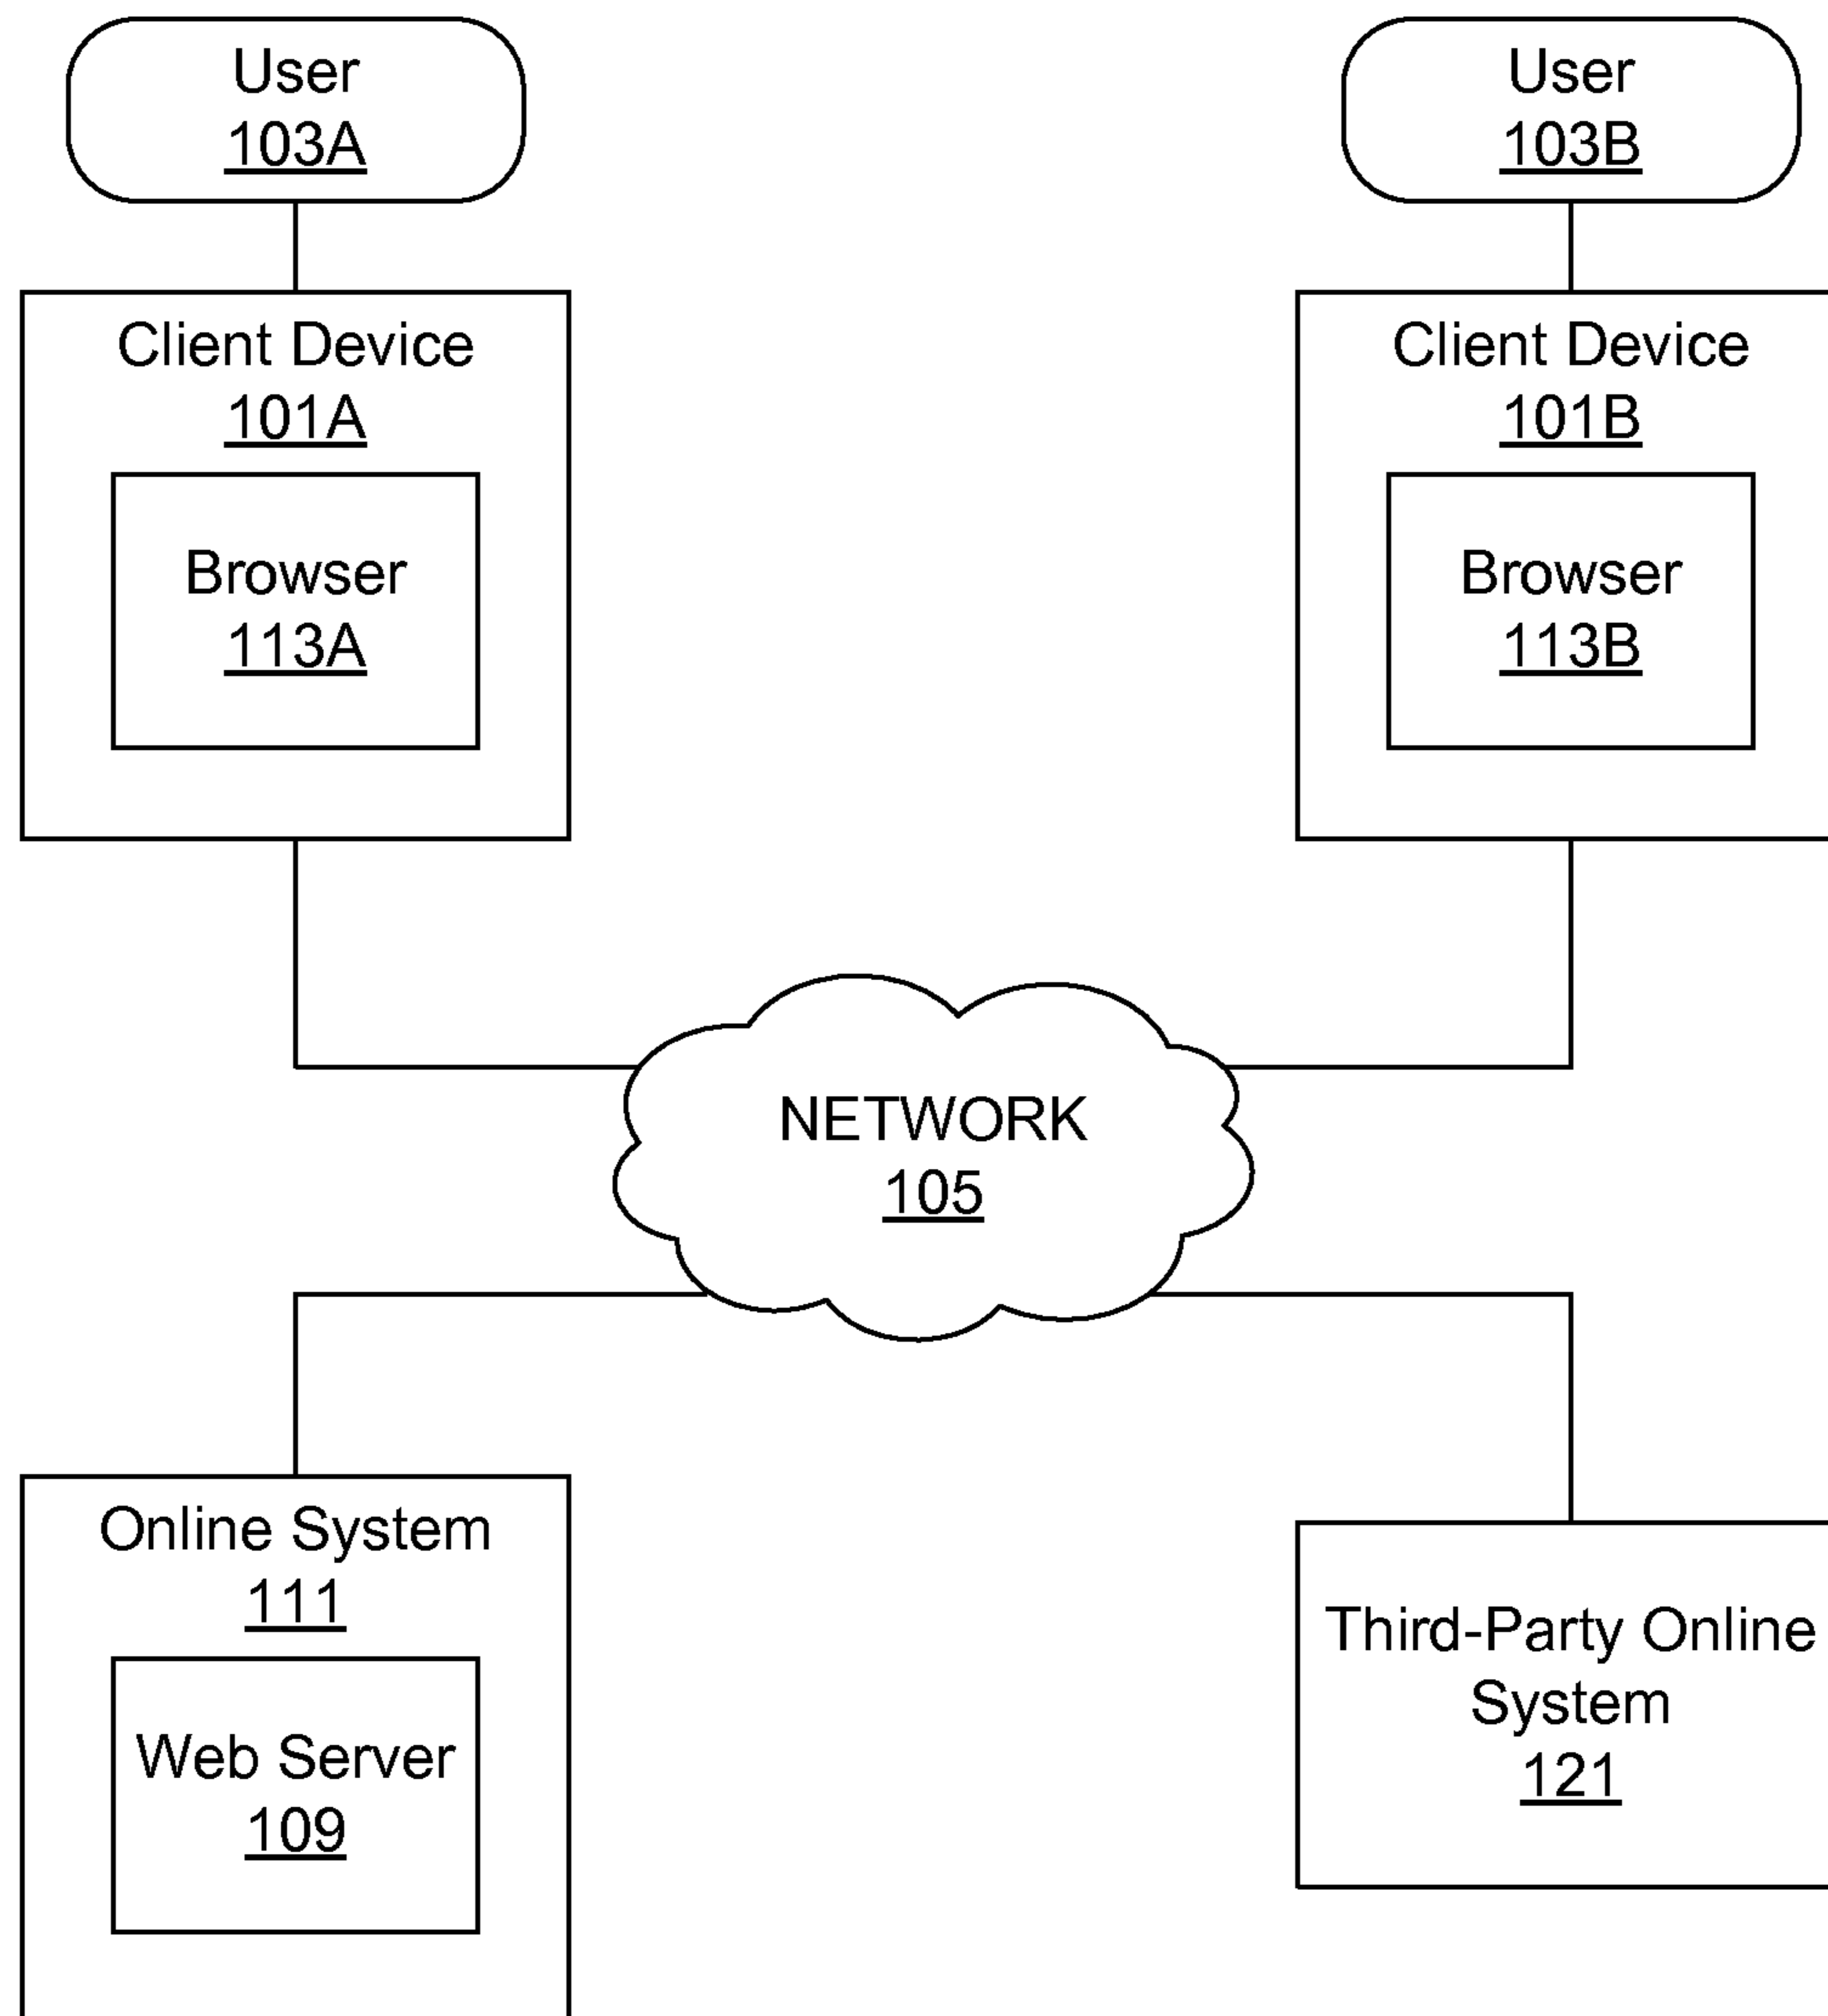 User
103A
User
103B
Client Device
101A
Client Device
101B
Browser
113A
Browser
113B
NETWORK
105
Online System
111
Web Server
109
Third-Party Online
System
121